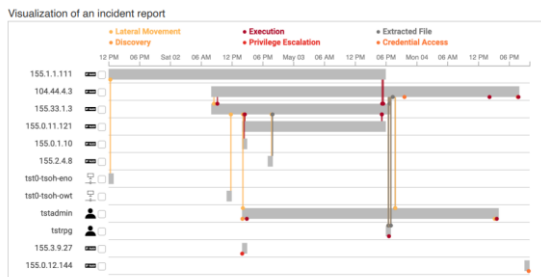 Visualization of an incident report
Lateral Movement Execution Extracted File
Discovery Privilege Escalation Credential Access
12 PM 06 PM Sat 02 06 AM 12 PM 06 PM May 03 06 AM 12 PM 06 PM Mon 04 06 AM 12 PM 06 PM
155.1.1.111
104.44.4.3
155.33.1.3
155.0.11.121
155.0.1.10
155.2.4.8
tst0-tsoh-eno
tst0-tsoh-owt
tstadmin
tstrpg
155.3.9.27
155.0.12.144